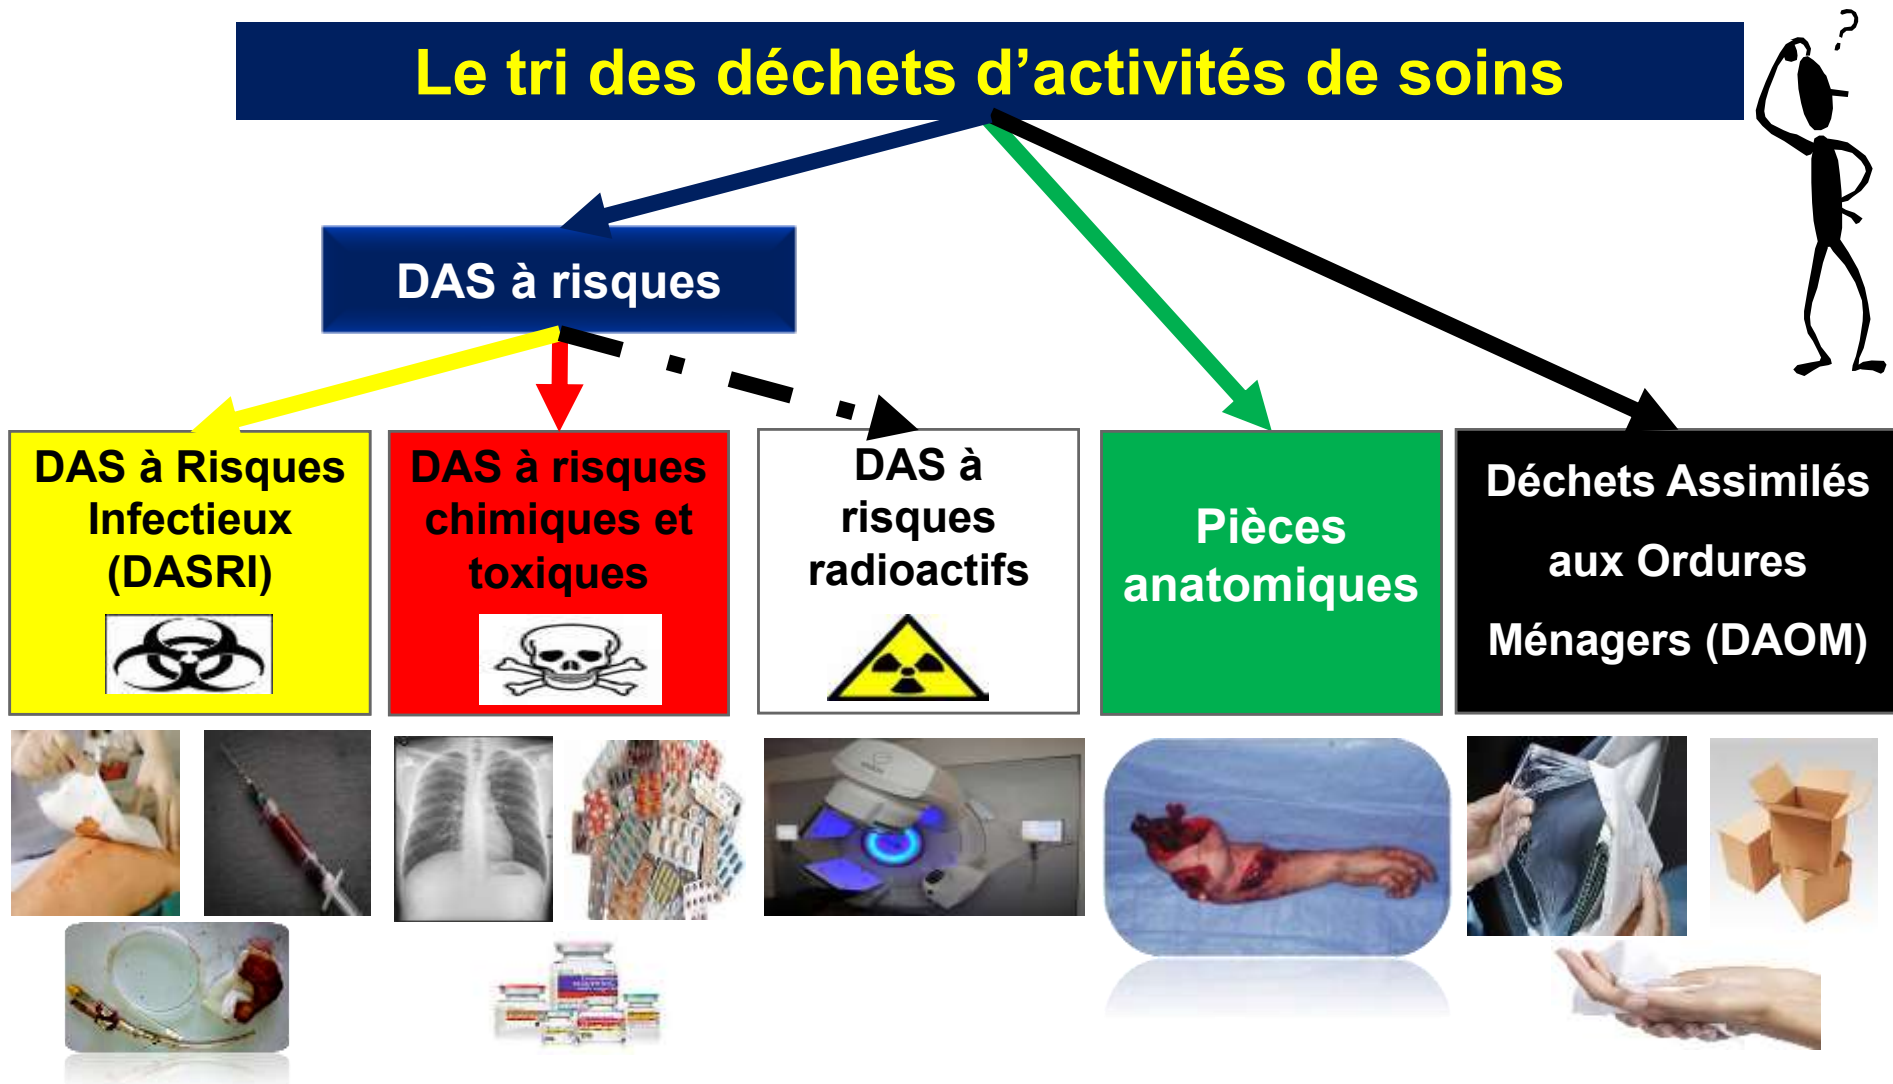 Le tri des déchets d’activités de soins
?
DAS à risques
DAS à Risques
Infectieux
(DASRI)
DAS à risques
chimiques et
toxiques
DAS à
risques
radioactifs
Pièces
anatomiques
Déchets Assimilés
aux Ordures
Ménagers (DAOM)